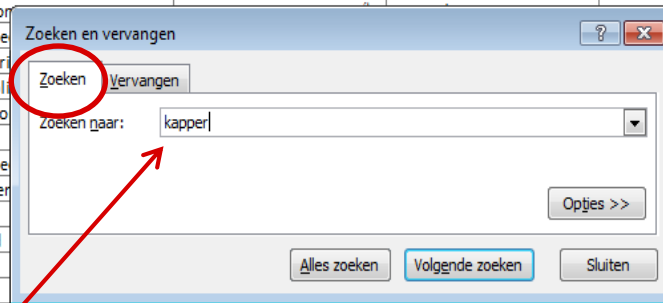 Zoeken en vervangen
Zoeken Vervangen
Zoeken naar: kapper
Opties >>
Alles zoeken Volgende zoeken Sluiten